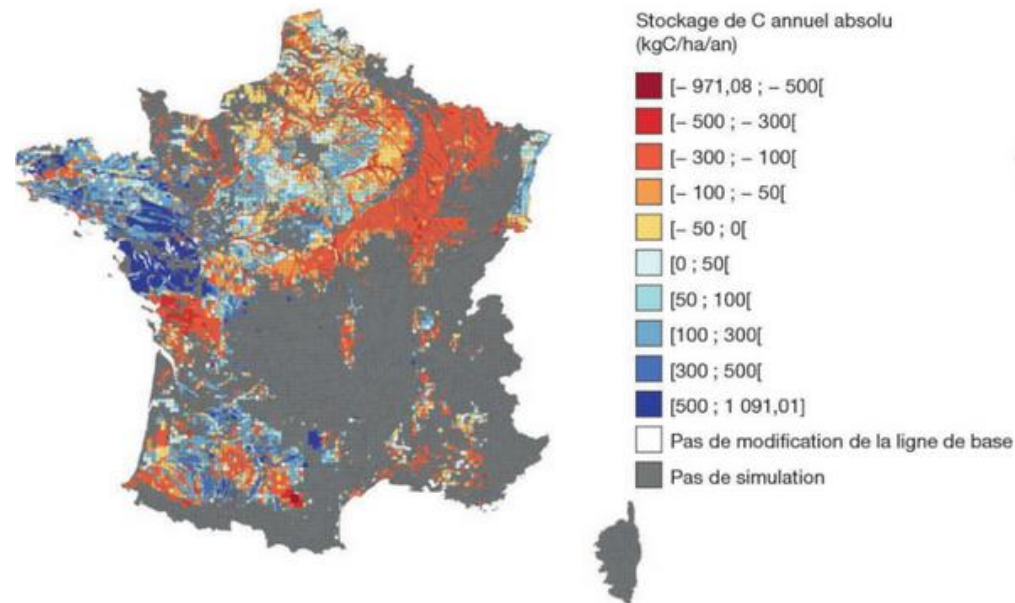 Stockage de C annuel absolu
(kgC/ha/an)
[– 971,08 ; – 500[
[– 500 ; – 300[
[– 300 ; – 100[
[– 100 ; – 50[
[– 50 ; 0[
[0 ; 50[
[50 ; 100[
[100 ; 300[
[300 ; 500[
[500 ; 1 091,01]
Pas de modification de la ligne de base
Pas de simulation